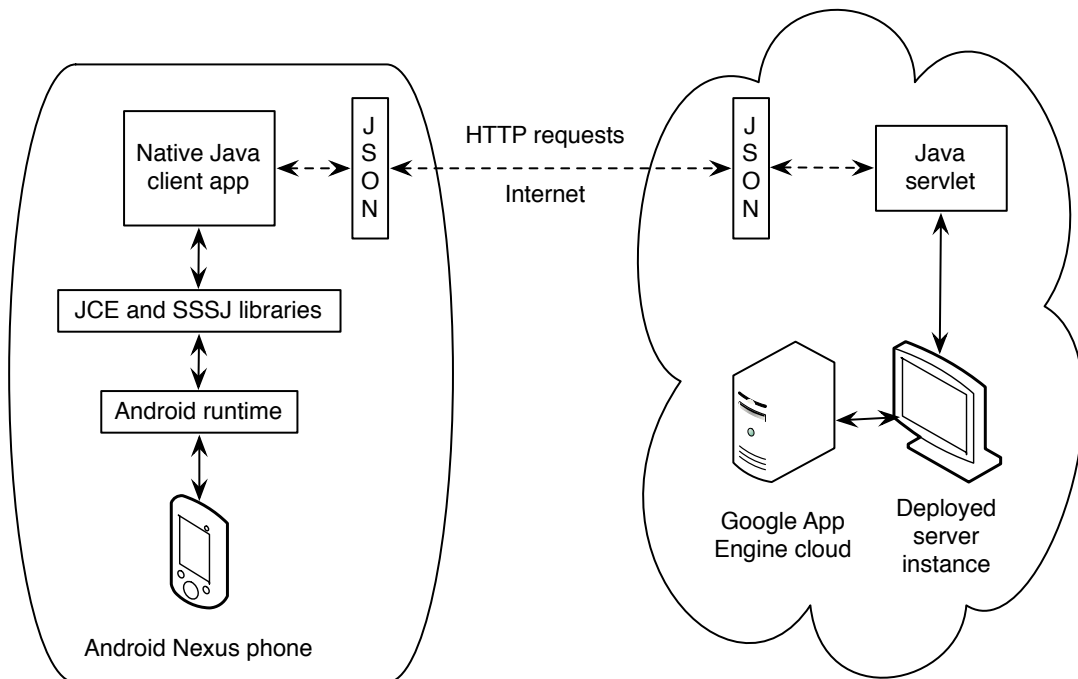 Native Java
client app
J
S
O
N
HTTP requests
Internet
J
S
O
N
Java
servlet
JCE and SSSJ libraries
Android runtime
Android Nexus phone
Google App
Engine cloud
Deployed
server
instance